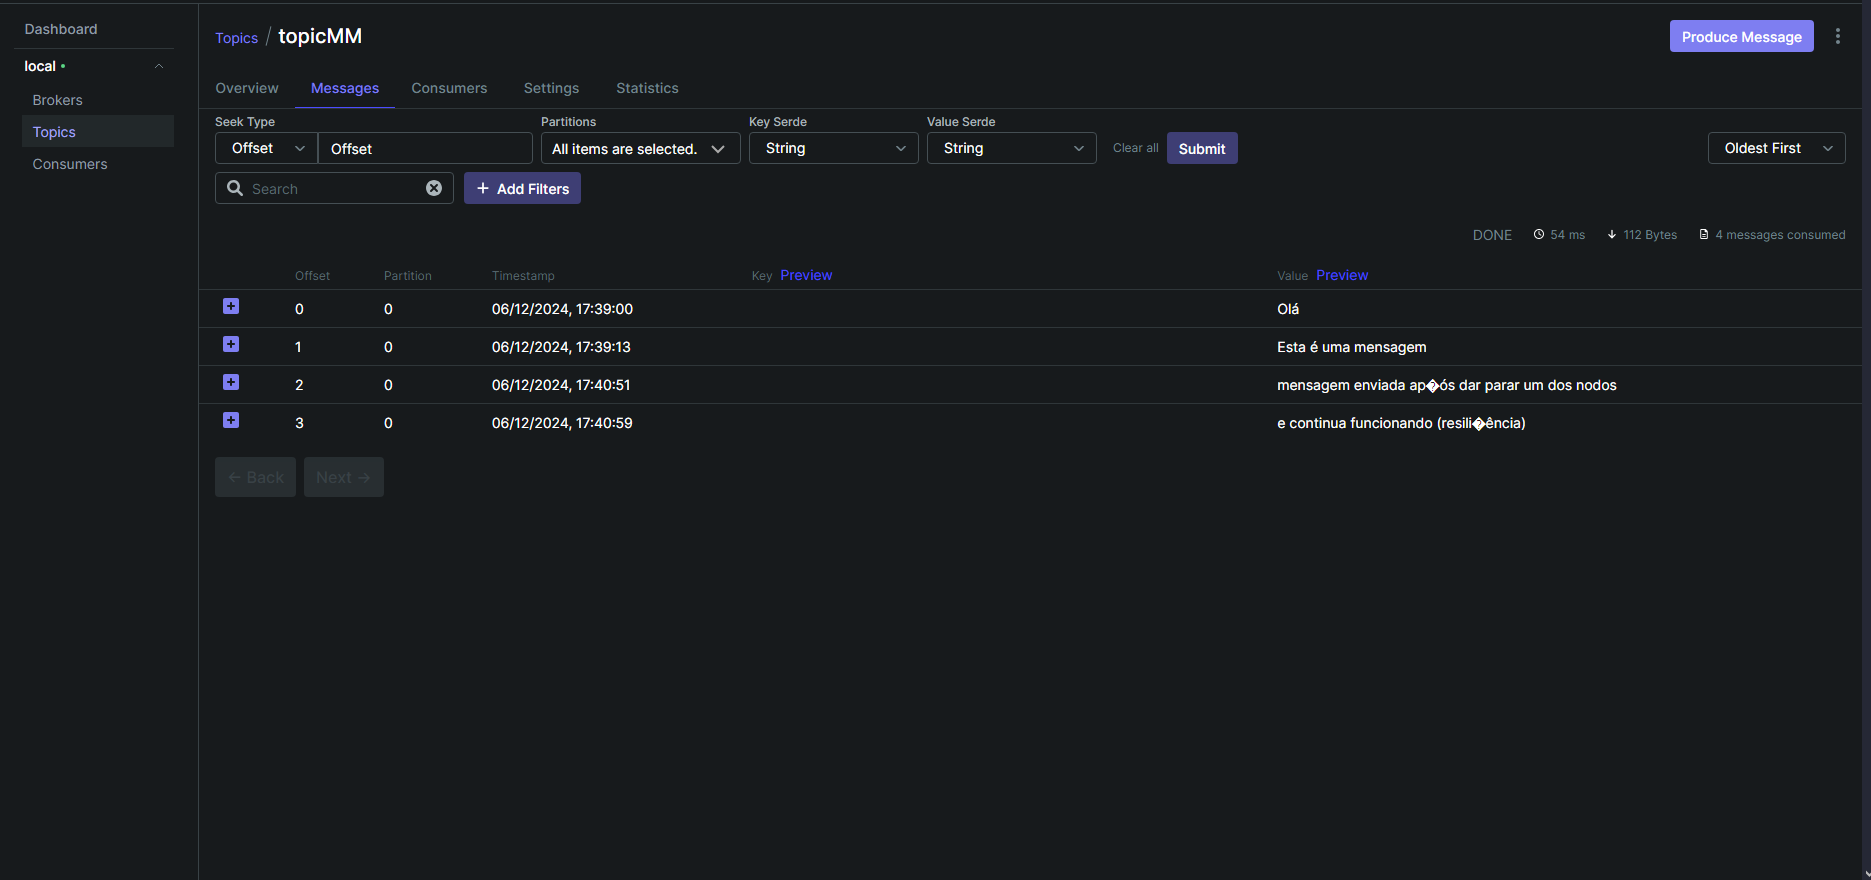 Dashboard
local
Brokers
Topics
Consumers
Topics / topicMM
Produce Message
Overview Messages Consumers Settings Statistics
Seek Type Partitions Key Serde Value Serde
Offset Offset All items are selected. String String Clear all Submit Oldest First
Search + Add Filters
DONE 54 ms 112 Bytes 4 messages consumed
Offset Partition Timestamp Key Preview Value Preview
0 0 06/12/2024, 17:39:00 Olá
1 0 06/12/2024, 17:39:13 Esta é uma mensagem
2 0 06/12/2024, 17:40:51 mensagem enviada ap�ós dar parar um dos nodos
3 0 06/12/2024, 17:40:59 e continua funcionando (resili�ência)
← Back Next →